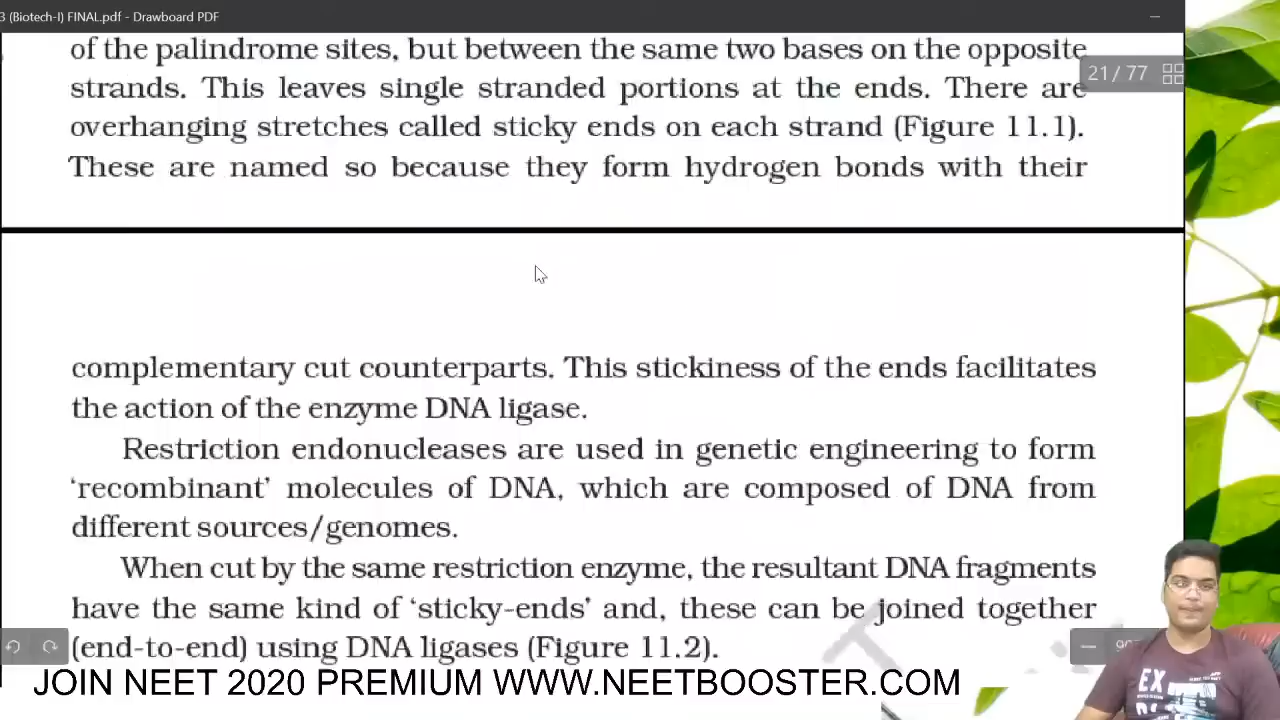 3 (Biotech-I) FINAL.pdf - Drawboard PDF
of the palindrome sites, but between the same two bases on the opposite
21 / 77
strands. This leaves single stranded portions at the ends. There are
overhanging stretches called sticky ends on each strand (Figure 11.1).
These are named so because they form hydrogen bonds with their
complementary cut counterparts. This stickiness of the ends facilitates
the action of the enzyme DNA ligase.
Restriction endonucleases are used in genetic engineering to form
‘recombinant’ molecules of DNA, which are composed of DNA from
different sources/genomes.
When cut by the same restriction enzyme, the resultant DNA fragments
have the same kind of ‘sticky-ends’ and, these can be joined together
(end-to-end) using DNA ligases (Figure 11.2).
JOIN NEET 2020 PREMIUM WWW.NEETBOOSTER.COM
EX